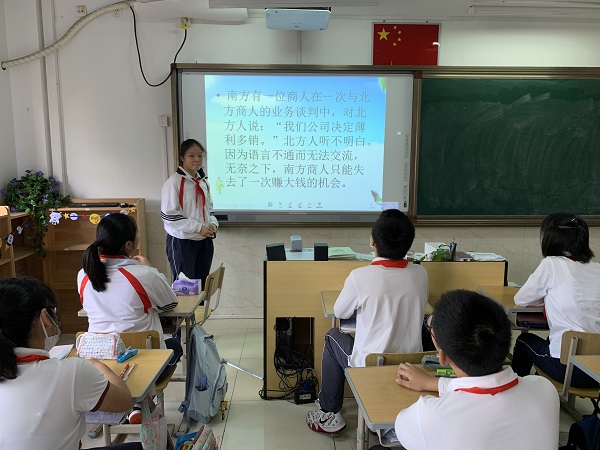 • 南方有一位商人在一次与北
方商人的业务谈判中，对北
方人说：“我们公司决定薄
利多销。”北方人听不明白。
因为语言不通而无法交流，
无奈之下，南方商人只能失
去了一次赚大钱的机会。